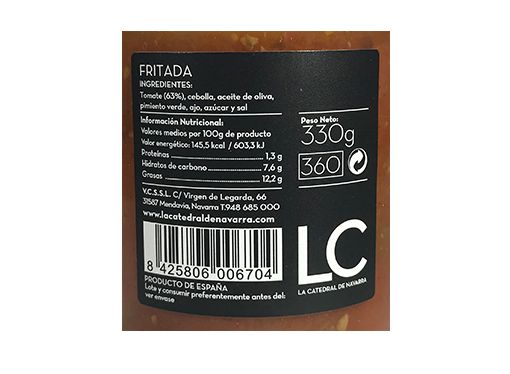 FRITADA
INGREDIENTES:
Tomate (63%), cebolla, aceite de oliva,
pimiento verde, ajo, azúcar y sal
Información Nutricional:
Valores medios por 100g de producto
Valor energético: 145,5 kcal / 603,3 kJ
Proteínas 1,3 g
Hidratos de carbono 7,6 g
Grasas 12,2 g
V.C.S.S.L. C/ Virgen de Legarda, 66
31587 Mendavia, Navarra T.948 685 000
www.lacatedraldenavarra.com
8 425806 006704
PRODUCTO DE ESPAÑA
Lote y consumir preferentemente antes del:
ver envase
Peso Neto:
330g
360
LC
LA CATEDRAL DE NAVARRA